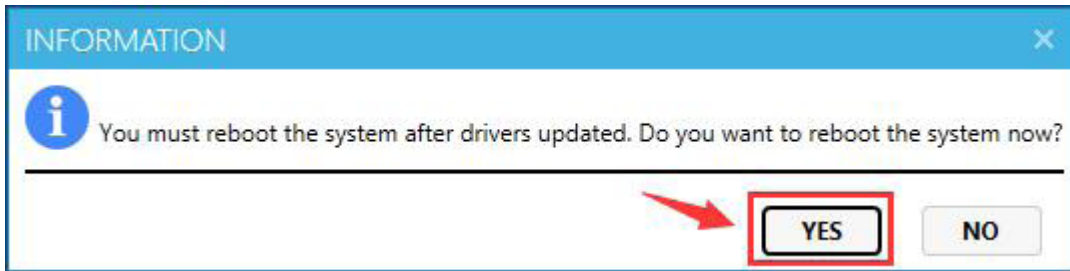 INFORMATION
You must reboot the system after drivers updated. Do you want to reboot the system now?
YES
NO